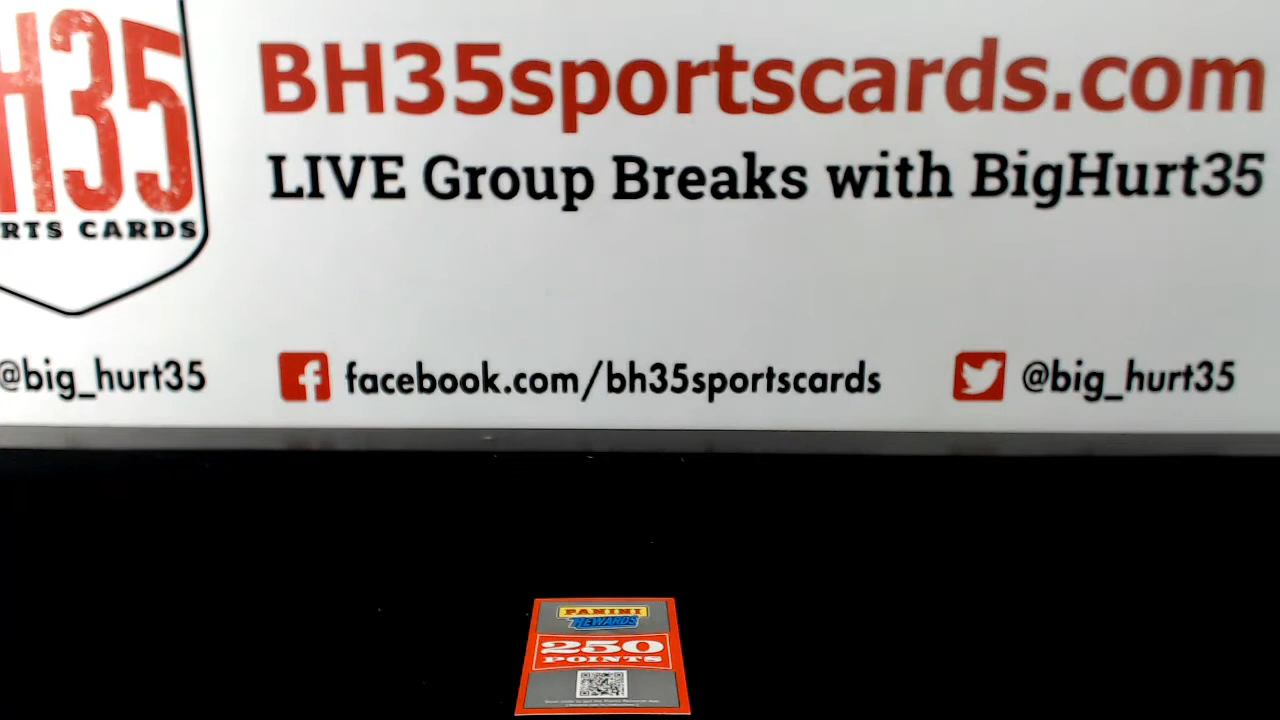 H35
RTS CARDS
BH35sportscards.com
LIVE Group Breaks with BigHurt35
@big_hurt35
facebook.com/bh35sportscards
@big_hurt35
PANINI
REWARDS
250
POINTS